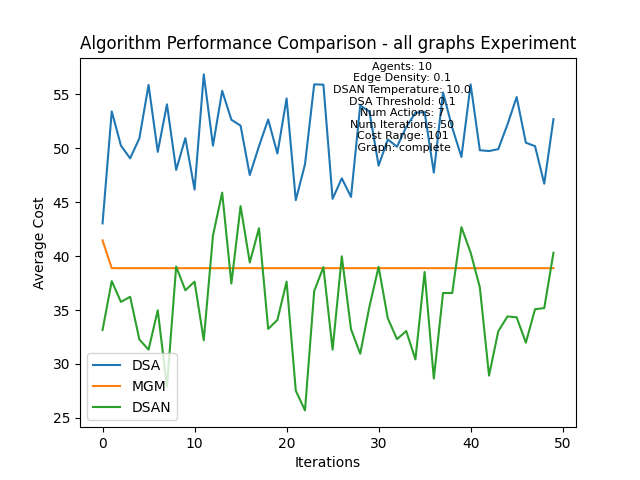 Algorithm Performance Comparison - all graphs Experiment
Agents: 10
Edge Density: 0.1
DSAN Temperature: 10.0
DSA Threshold: 0.1
Num Actions: 7
Num Iterations: 50
Cost Range: 101
Graph: complete
Average Cost
55
50
45
40
35
30
25
DSA
MGM
DSAN
0
10
20
30
40
50
Iterations